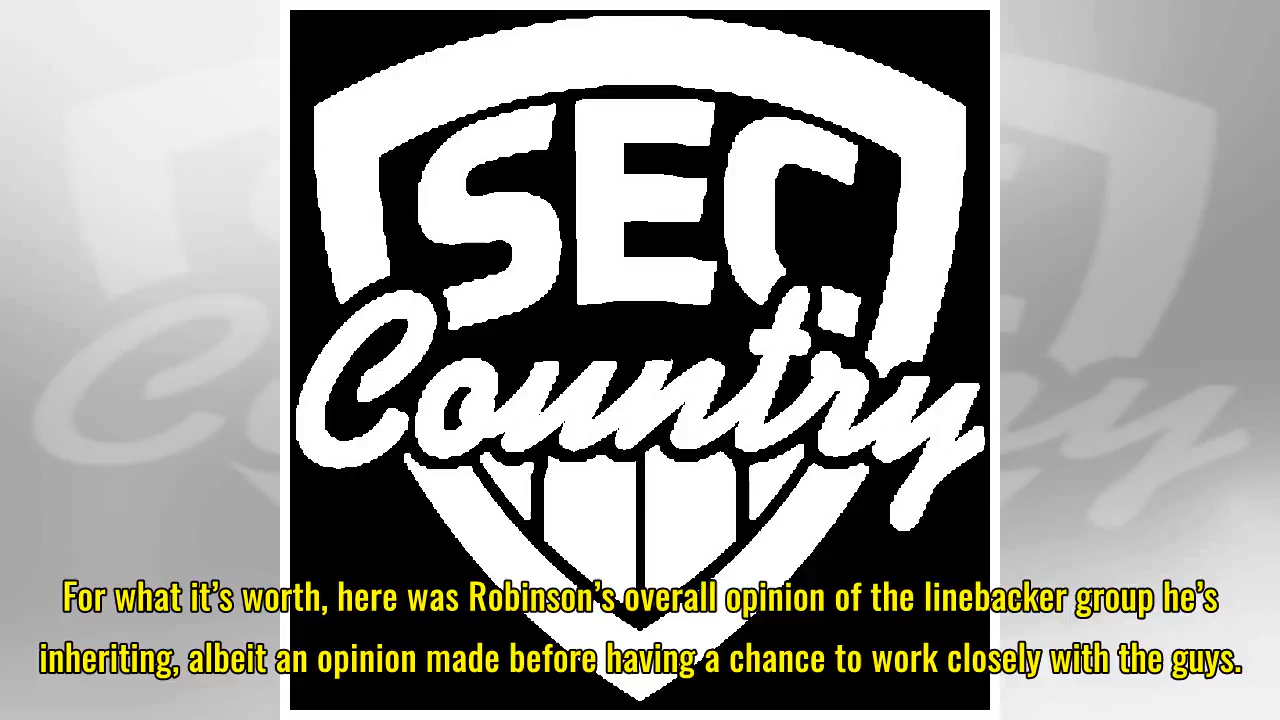 SEC
Country
For what it’s worth, here was Robinson’s overall opinion of the linebacker group he’s
inheriting, albeit an opinion made before having a chance to work closely with the guys.